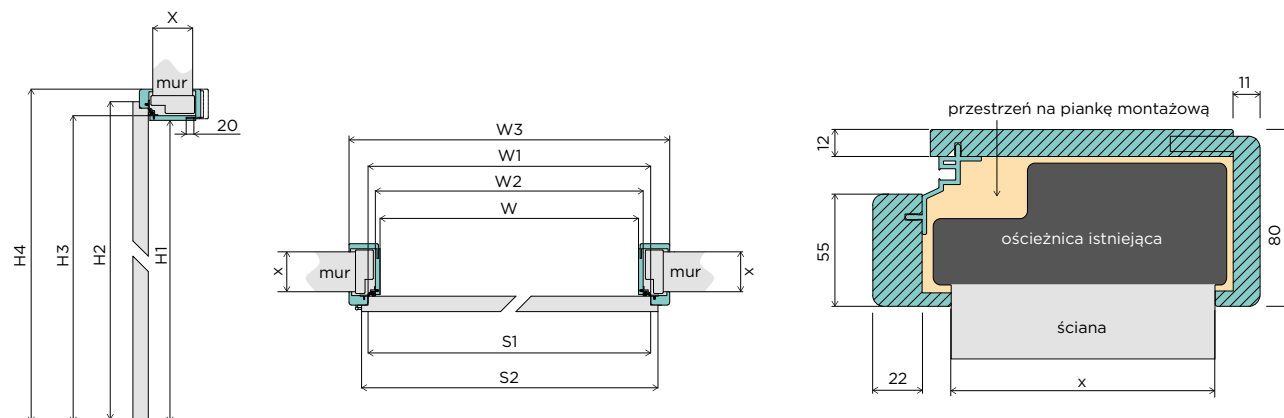 X
mur
20
H4
H3
H2
H1
W3
W1
W2
W
x
mur
mur
x
S1
S2
przestrzeń na piankę montażową
11
12
55
ościeżnica istniejąca
80
ściana
22
x